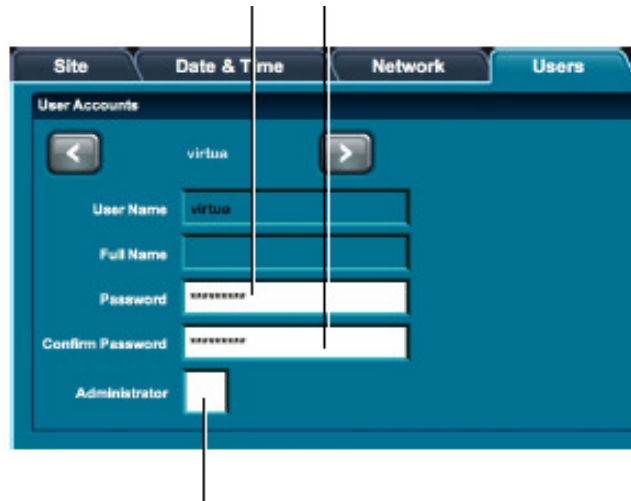 Site Date & Time Network Users
User Accounts
virtua
User Name virtua
Full Name
Password *********
Confirm Password *********
Administrator